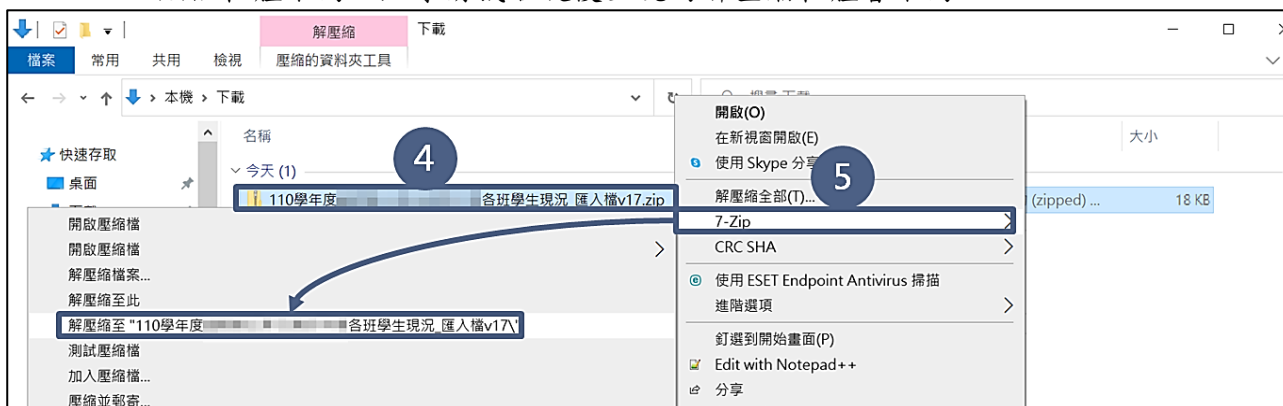 解壓縮 下載
檔案 常用 共用 檢視 壓縮的資料夾工具
本機 下載
名稱 大小
快速存取
今天 (1)
桌面
4
110學年度 各班學生現況_匯入檔v17.zip (zipped) ... 18 KB
開啟(O)
在新視窗開啟(E)
使用 Skype 分享
5
解壓縮全部(T)...
7-Zip
CRC SHA
使用 ESET Endpoint Antivirus 掃描
進階選項
釘選到開始畫面(P)
Edit with Notepad++
分享
開啟壓縮檔
開啟壓縮檔
解壓縮檔案...
解壓縮至此
解壓縮至 "110學年度 各班學生現況_匯入檔v17\"
測試壓縮檔
加入壓縮檔...
壓縮並郵寄...